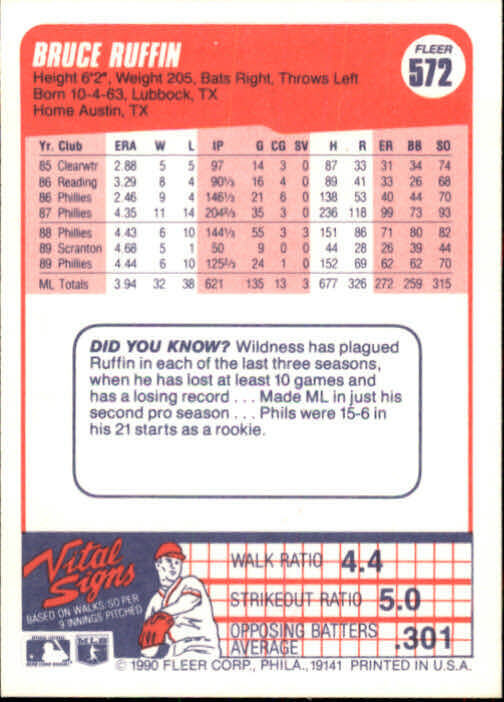 BRUCE RUFFIN
FLEER
572
Height 6'2", Weight 205, Bats Right, Throws Left
Born 10-4-63, Lubbock, TX
Home Austin, TX
Yr. Club ERA W L IP G CG SV H R ER BB SO
85 Clearwtr 2.88 5 5 97 14 3 0 87 33 31 34 74
86 Reading 3.29 8 4 90⅓ 16 4 0 89 41 33 26 68
86 Phillies 2.46 9 4 146⅓ 21 6 0 138 53 40 44 70
87 Phillies 4.35 11 14 204⅔ 35 3 0 236 118 99 73 93
88 Phillies 4.43 6 10 144⅓ 55 3 3 151 86 71 80 82
89 Scranton 4.68 5 1 50 9 0 0 44 28 26 39 44
89 Phillies 4.44 6 10 125⅔ 24 1 0 152 69 62 62 70
ML Totals 3.94 32 38 621 135 13 3 677 326 272 259 315
DID YOU KNOW? Wildness has plagued
Ruffin in each of the last three seasons,
when he has lost at least 10 games and
has a losing record . . . Made ML in just his
second pro season . . . Phils were 15-6 in
his 21 starts as a rookie.
Vital
Signs
BASED ON WALKS/SO PER
9 INNINGS PITCHED
WALK RATIO 4.4
STRIKEOUT RATIO 5.0
OPPOSING BATTERS
AVERAGE .301
© 1990 FLEER CORP., PHILA., 19141 PRINTED IN U.S.A.